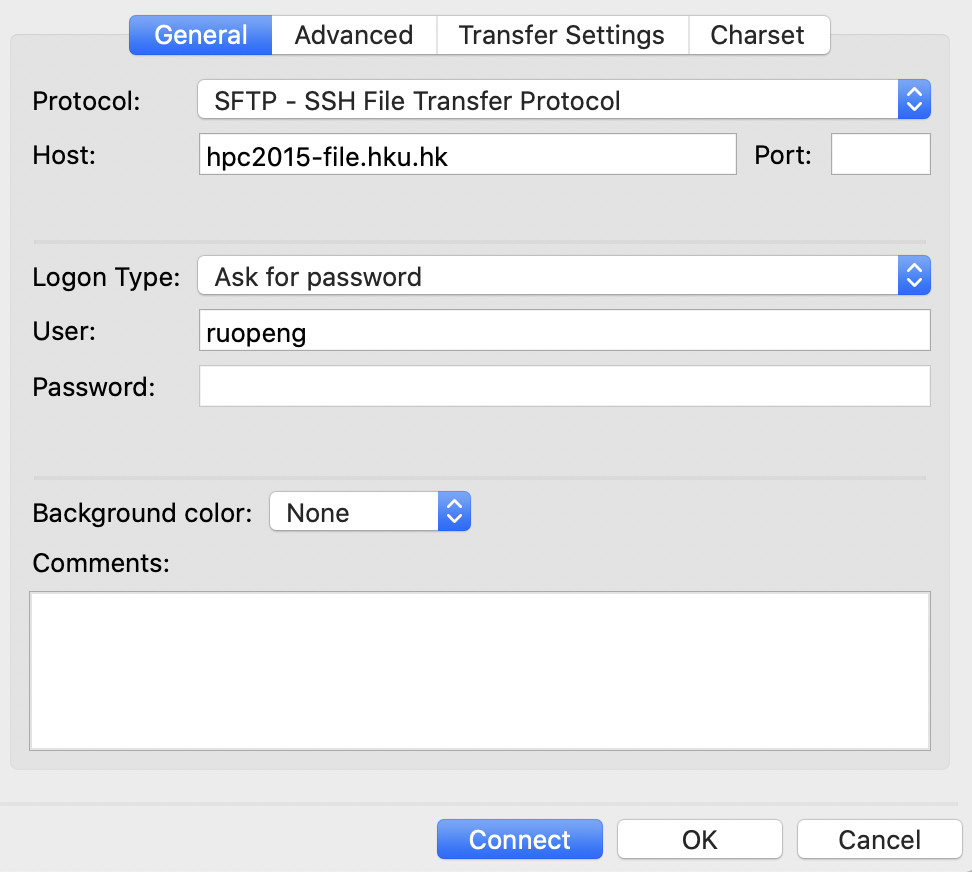 General Advanced Transfer Settings Charset
Protocol: SFTP - SSH File Transfer Protocol
Host: hpc2015-file.hku.hk Port:
Logon Type: Ask for password
User: ruopeng
Password:
Background color: None
Comments:
Connect OK Cancel